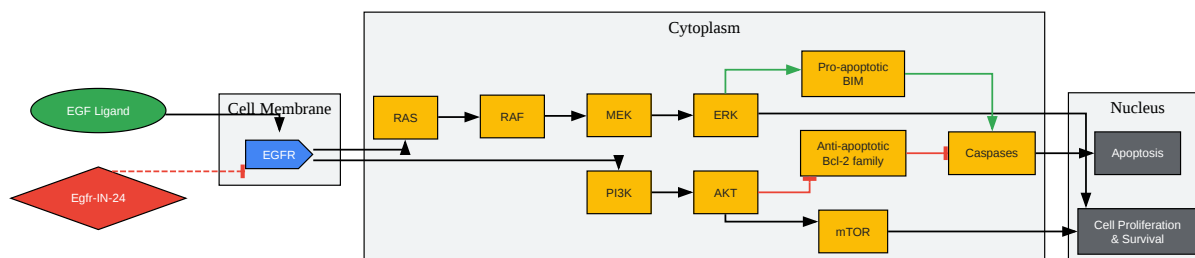 Cytoplasm
Cell Membrane
Nucleus
EGF Ligand
Egfr-IN-24
EGFR
RAS
RAF
MEK
ERK
Pro-apoptotic
BIM
Anti-apoptotic
Bcl-2 family
Caspases
PI3K
AKT
mTOR
Apoptosis
Cell Proliferation
& Survival